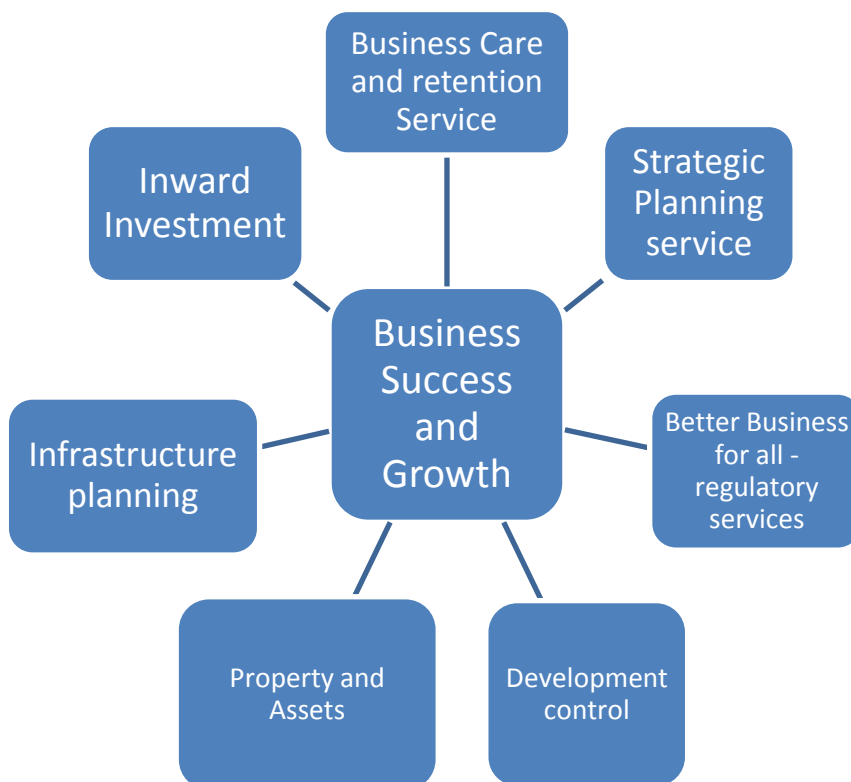 Business Care
and retention
Service
Inward
Investment
Strategic
Planning
service
Business
Success
and
Growth
Infrastructure
planning
Better Business
for all -
regulatory
services
Property and
Assets
Development
control